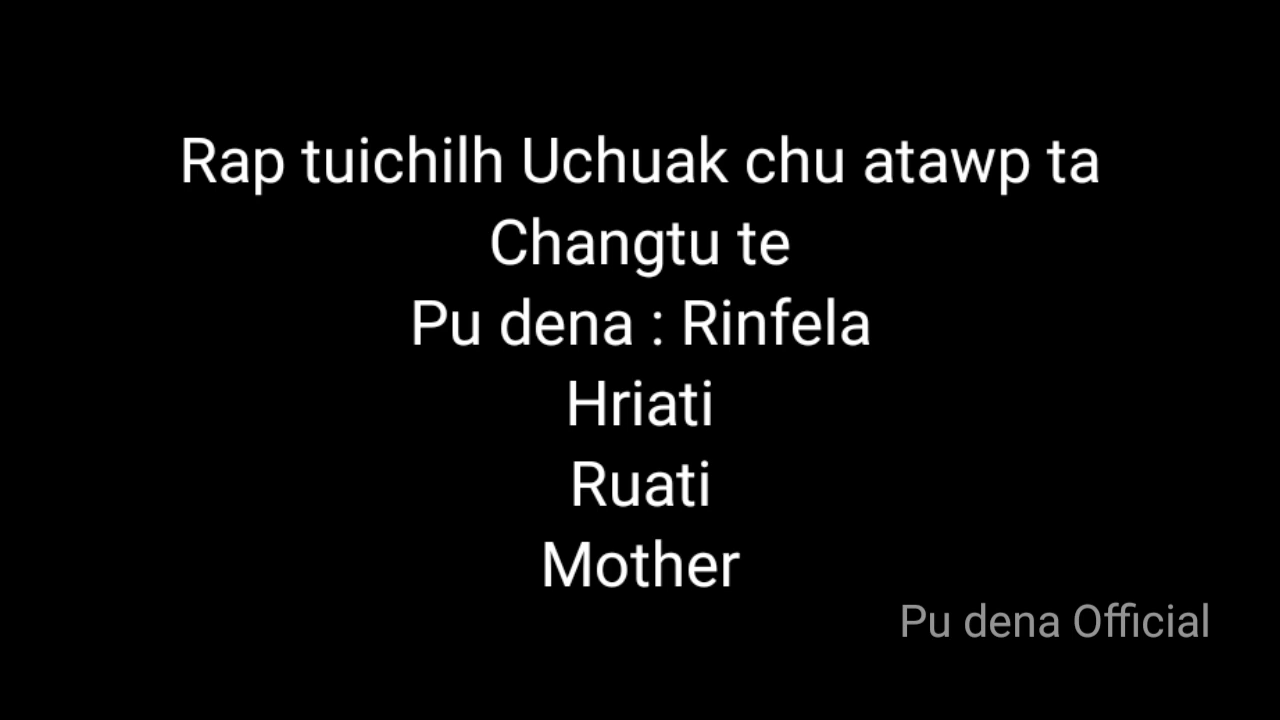 Rap tuichilh Uchuak chu atawp ta
Changtu te
Pu dena : Rinfela
Hriati
Ruati
Mother
Pu dena Official